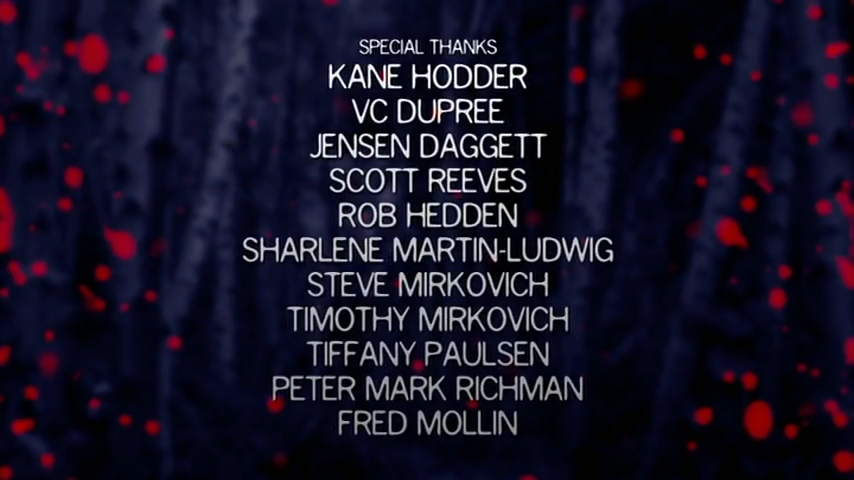 SPECIAL THANKS
KANE HODDER
VC DUPREE
JENSEN DAGGETT
SCOTT REEVES
ROB HEDDEN
SHARLENE MARTIN-LUDWIG
STEVE MIRKOVICH
TIMOTHY MIRKOVICH
TIFFANY PAULSEN
PETER MARK RICHMAN
FRED MOLLIN